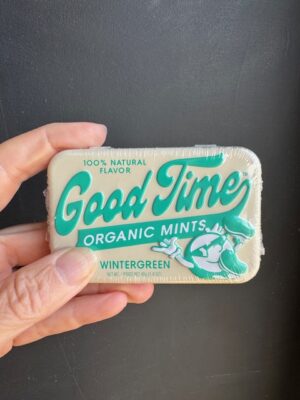 100% NATURAL
FLAVOR
Good Time
ORGANIC MINTS
WINTERGREEN